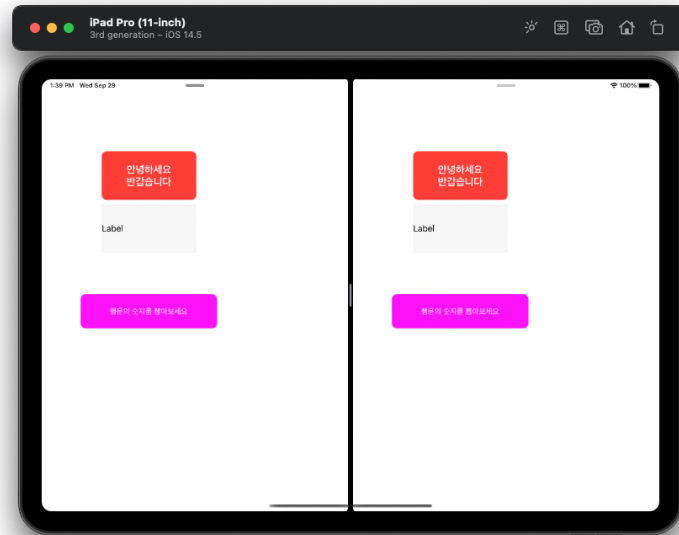 iPad Pro (11-inch)
3rd generation – iOS 14.5
1:39 PM Wed Sep 29
100%
안녕하세요
반갑습니다
Label
행운의 숫자를 뽑아보세요
안녕하세요
반갑습니다
Label
행운의 숫자를 뽑아보세요